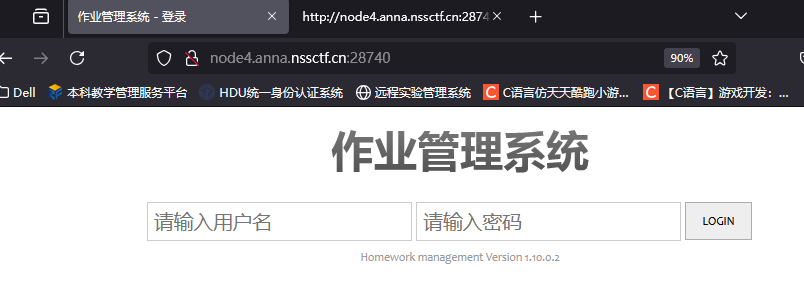 作业管理系统 - 登录
http://node4.anna.nssctf.cn:2874
node4.anna.nssctf.cn:28740
90%
Dell
本科教学管理服务平台
HDU统一身份认证系统
远程实验管理系统
C语言仿天天酷跑小游...
【C语言】游戏开发：...
作业管理系统
请输入用户名
请输入密码
LOGIN
Homework management Version 1.10.0.2